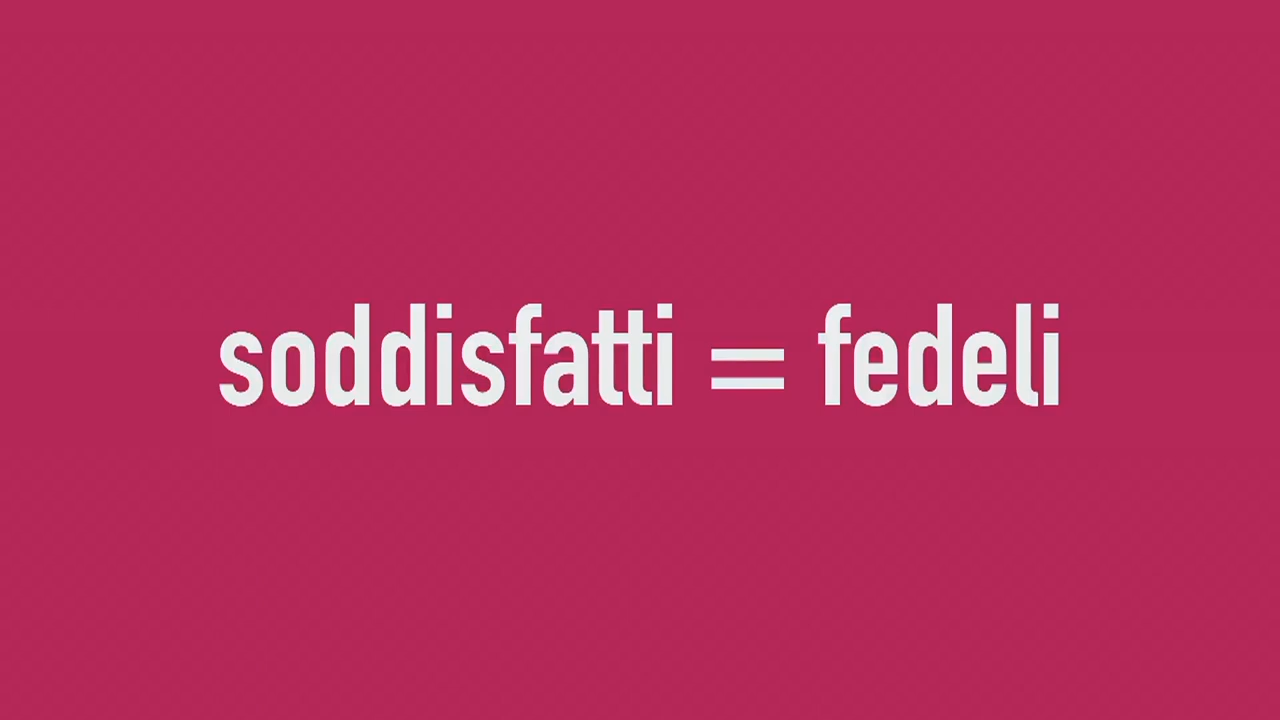 soddisfatti = fedeli